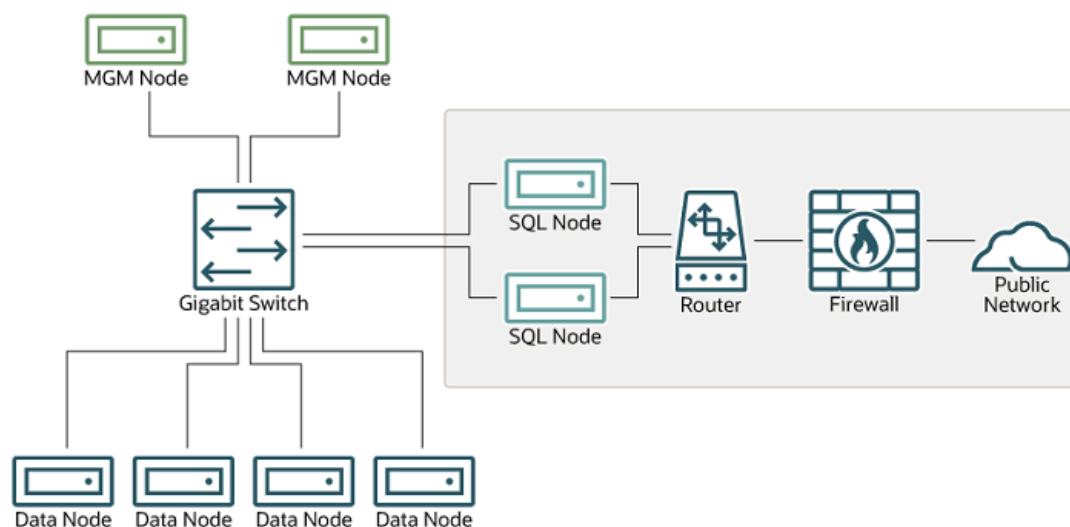 MGM Node
MGM Node
SQL Node
Gigabit Switch
Router
Firewall
Public
Network
SQL Node
Data Node
Data Node
Data Node
Data Node